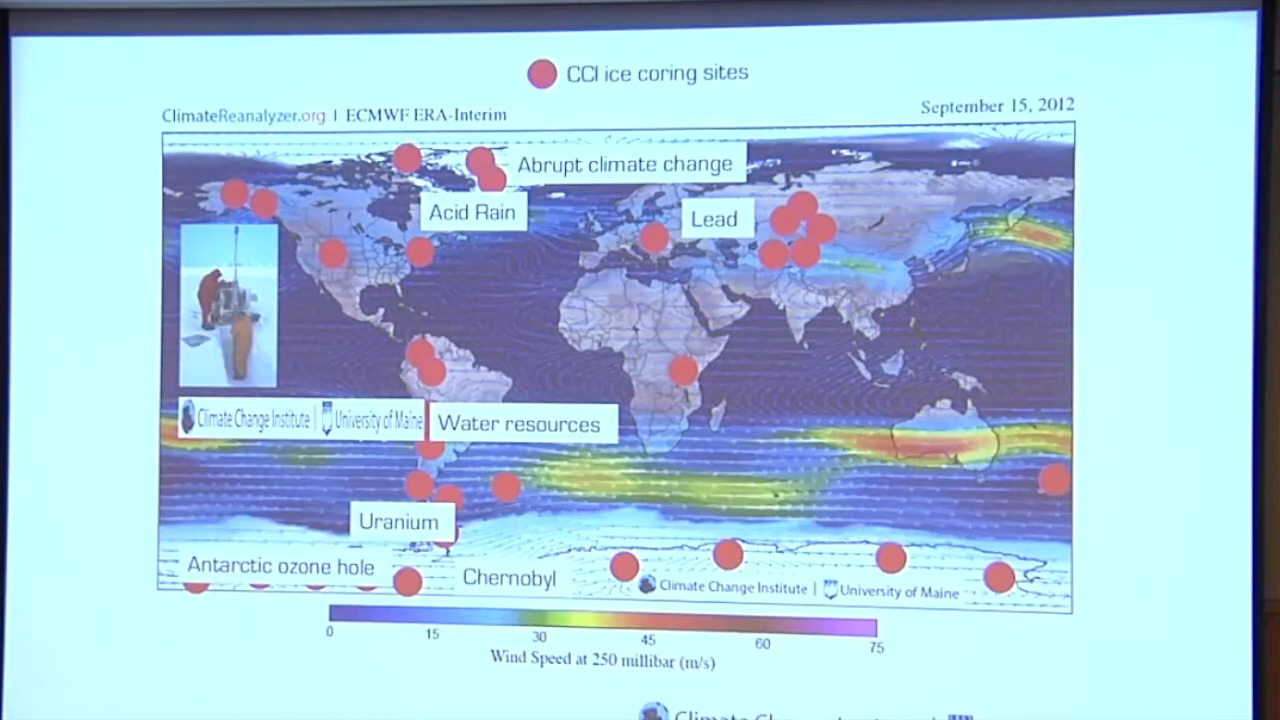 CCI ice coring sites
ClimateReanalyzer.org | ECMWF ERA-Interim
September 15, 2012
Abrupt climate change
Acid Rain
Lead
Climate Change Institute | University of Maine
Water resources
Uranium
Antarctic ozone hole
Chernobyl
Climate Change Institute | University of Maine
0 15 30 45 60 75
Wind Speed at 250 millibar (m/s)